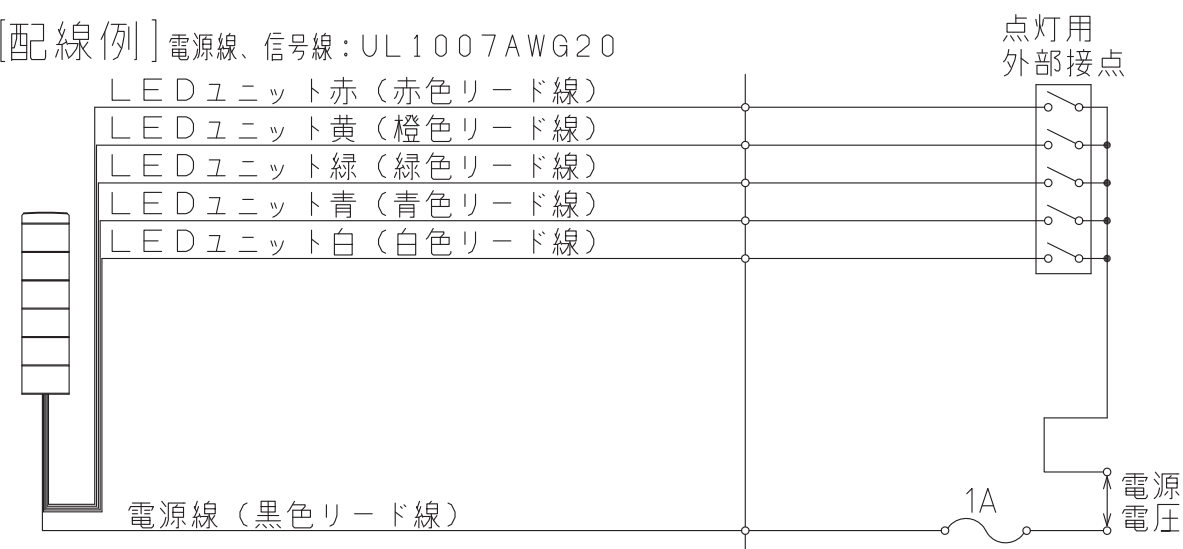 [配線例] 電源線、信号線:UL1007AWG20
点灯用
外部接点
LEDユニット赤(赤色リード線)
LEDユニット黄(橙色リード線)
LEDユニット緑(緑色リード線)
LEDユニット青(青色リード線)
LEDユニット白(白色リード線)
電源線(黒色リード線)
1A
電源
電圧